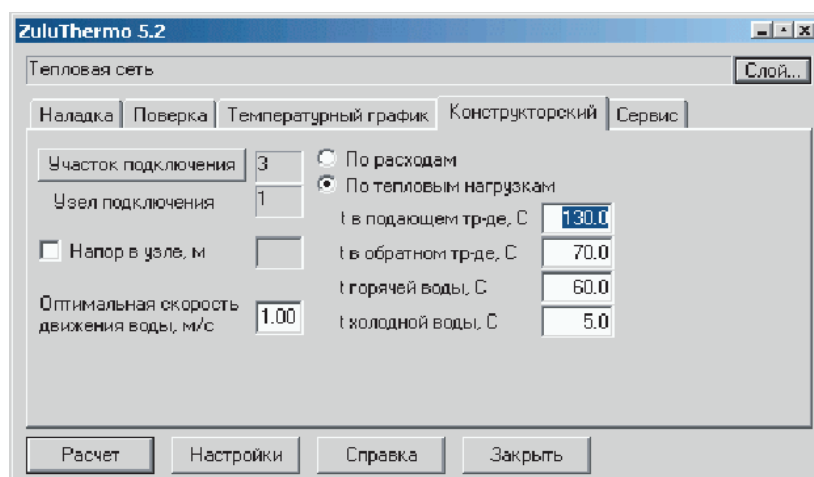 ZuluThermo 5.2
Тепловая сеть
Слой...
Наладка Поверка Температурный график Конструкторский Сервис
Участок подключения 3
По расходам
Узел подключения 1
По тепловым нагрузкам
t в подающем тр-де, С 130.0
Напор в узле, м
t в обратном тр-де, С 70.0
t горячей воды, С 60.0
Оптимальная скорость
движения воды, м/с 1.00
t холодной воды, С 5.0
Расчет Настройки Справка Закрыть